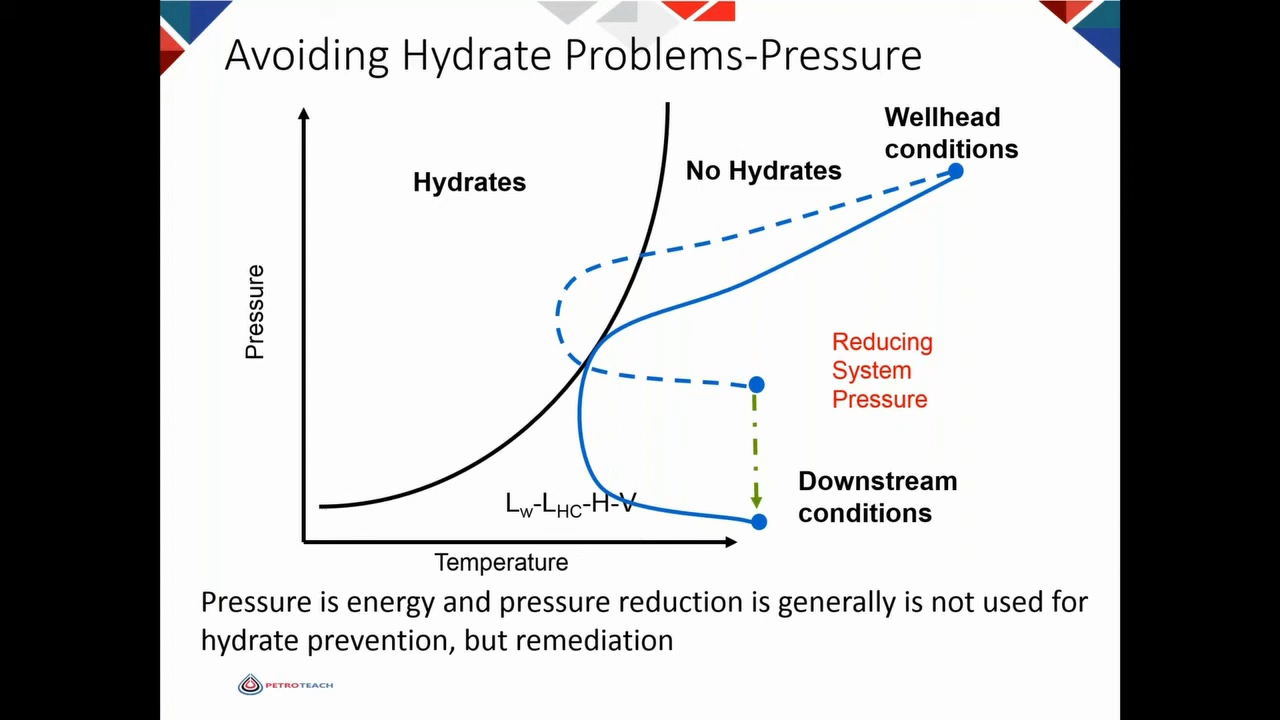 Avoiding Hydrate Problems-Pressure
Wellhead
conditions
No Hydrates
Hydrates
Pressure
Reducing
System
Pressure
Downstream
conditions
Lw-LHC-H-V
Temperature
Pressure is energy and pressure reduction is generally is not used for
hydrate prevention, but remediation
PETROTEACH